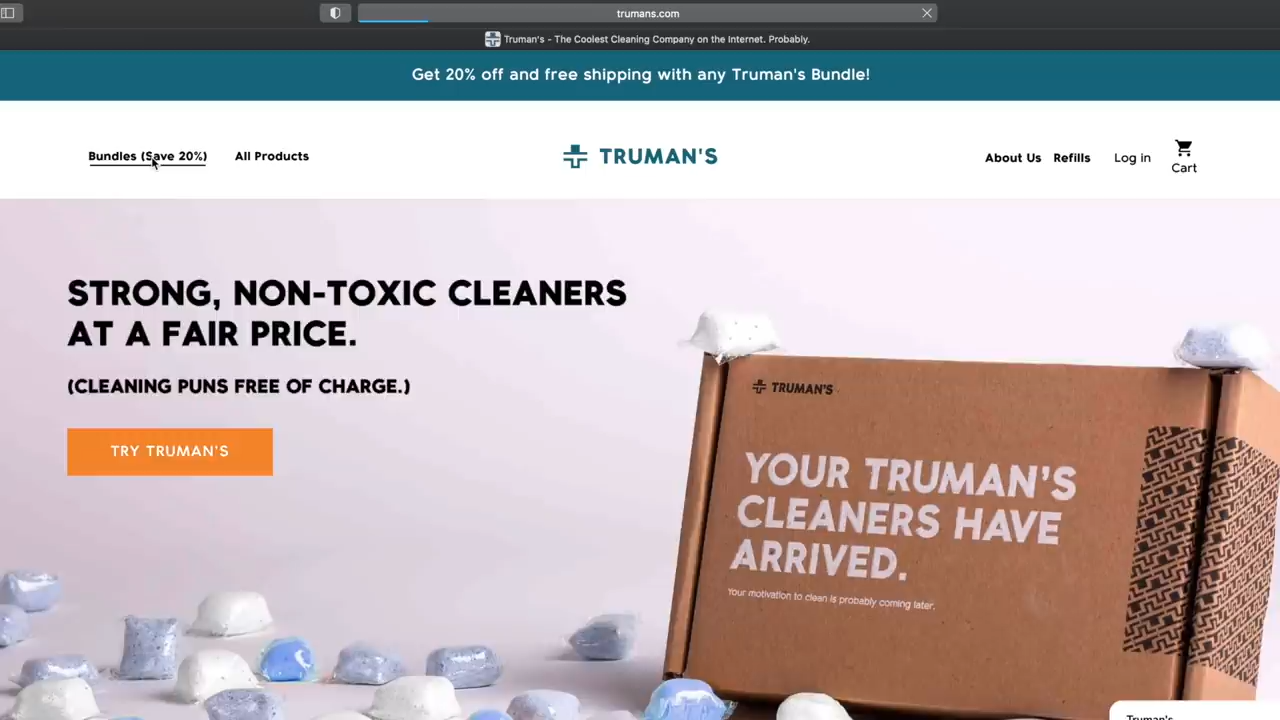 trumans.com
Truman's - The Coolest Cleaning Company on the Internet. Probably.
Get 20% off and free shipping with any Truman's Bundle!
Bundles (Save 20%)
All Products
TRUMAN'S
About Us
Refills
Log in
Cart
STRONG, NON-TOXIC CLEANERS
AT A FAIR PRICE.
(CLEANING PUNS FREE OF CHARGE.)
TRY TRUMAN'S
TRUMAN'S
YOUR TRUMAN'S
CLEANERS HAVE
ARRIVED.
Your motivation to clean is probably coming later.
Truman's